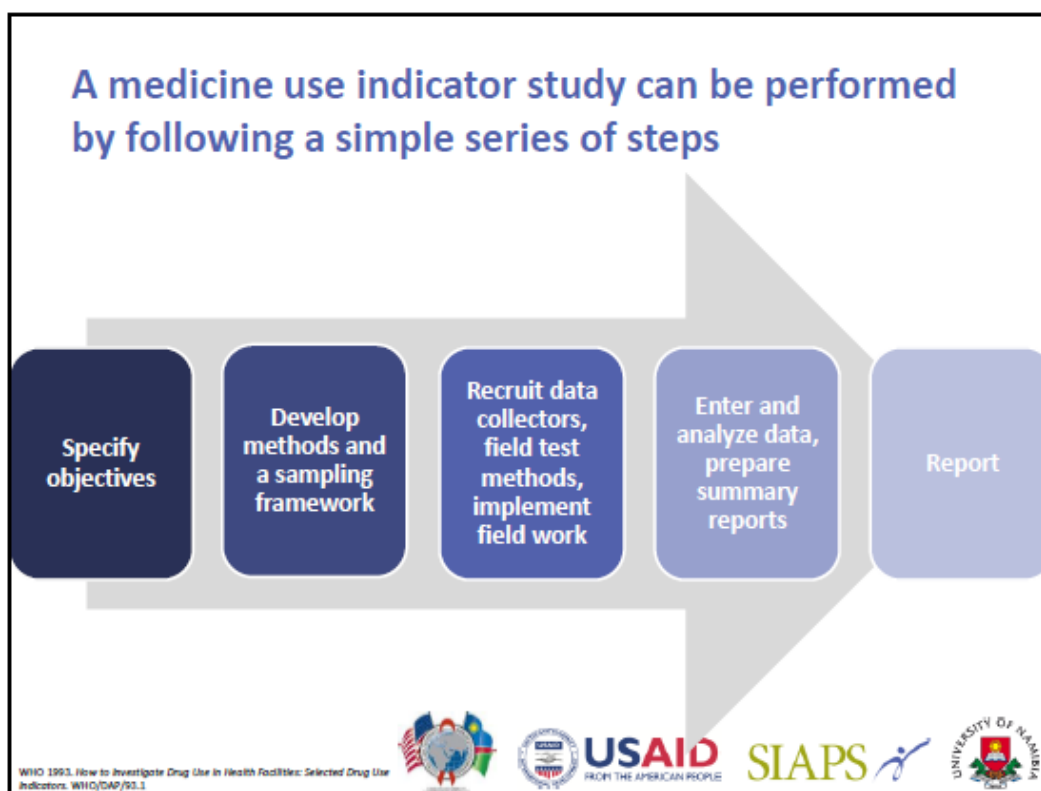 A medicine use indicator study can be performed
by following a simple series of steps
Specify
objectives
Develop
methods and
a sampling
framework
Recruit data
collectors,
field test
methods,
implement
field work
Enter and
analyze data,
prepare
summary
reports
Report
WHO 1993. How to Investigate Drug Use in Health Facilities: Selected Drug Use
Indicators. WHO/DAP/93.1
USAID
USAID
FROM THE AMERICAN PEOPLE
SIAPS
UNIVERSITY OF NAMIBIA